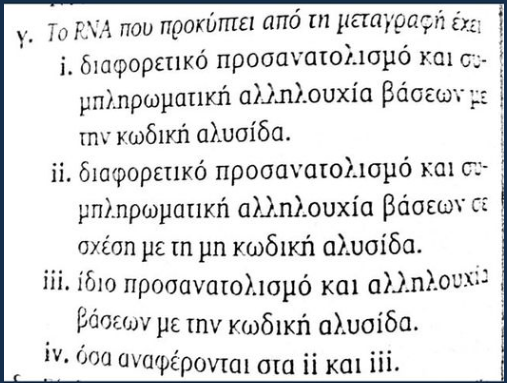 γ. Το RNA που προκύπτει από τη μεταγραφή έχει
i. διαφορετικό προσανατολισμό και συ-
μπληρωματική αλληλουχία βάσεων με
την κωδική αλυσίδα.
ii. διαφορετικό προσανατολισμό και συ-
μπληρωματική αλληλουχία βάσεων σε
σχέση με τη μη κωδική αλυσίδα.
iii. ίδιο προσανατολισμό και αλληλουχία
βάσεων με την κωδική αλυσίδα.
iv. όσα αναφέρονται στα ii και iii.